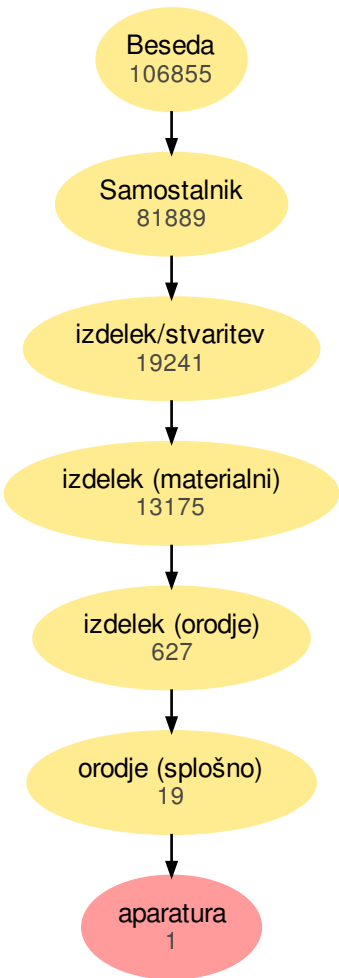 Beseda
106855
Samostalnik
81889
izdelek/stvaritev
19241
izdelek (materialni)
13175
izdelek (orodje)
627
orodje (splošno)
19
aparatura
1